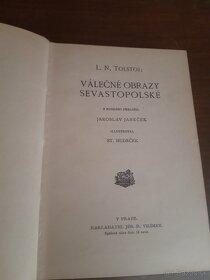 L. N. TOLSTOJ:
VÁLEČNÉ OBRAZY
SEVASTOPOLSKÉ
Z RUSKÉHO PŘELOŽIL
JAROSLAV JANEČEK
ILLUSTROVAL
ST. HUDEČEK
V PRAZE.
NAKLADATEL JOS. R. VILÍMEK.